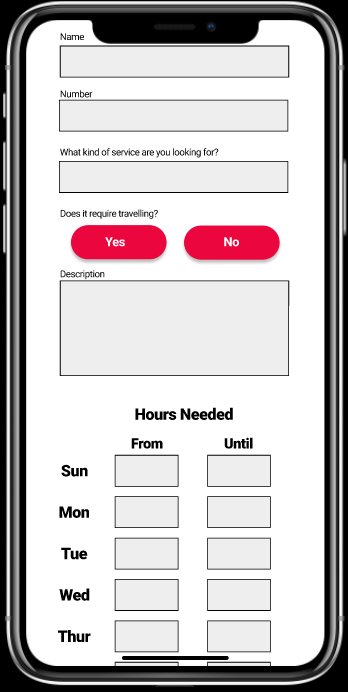 Name
Number
What kind of service are you looking for?
Does it require travelling?
Yes No
Description
Hours Needed
From Until
Sun
Mon
Tue
Wed
Thur